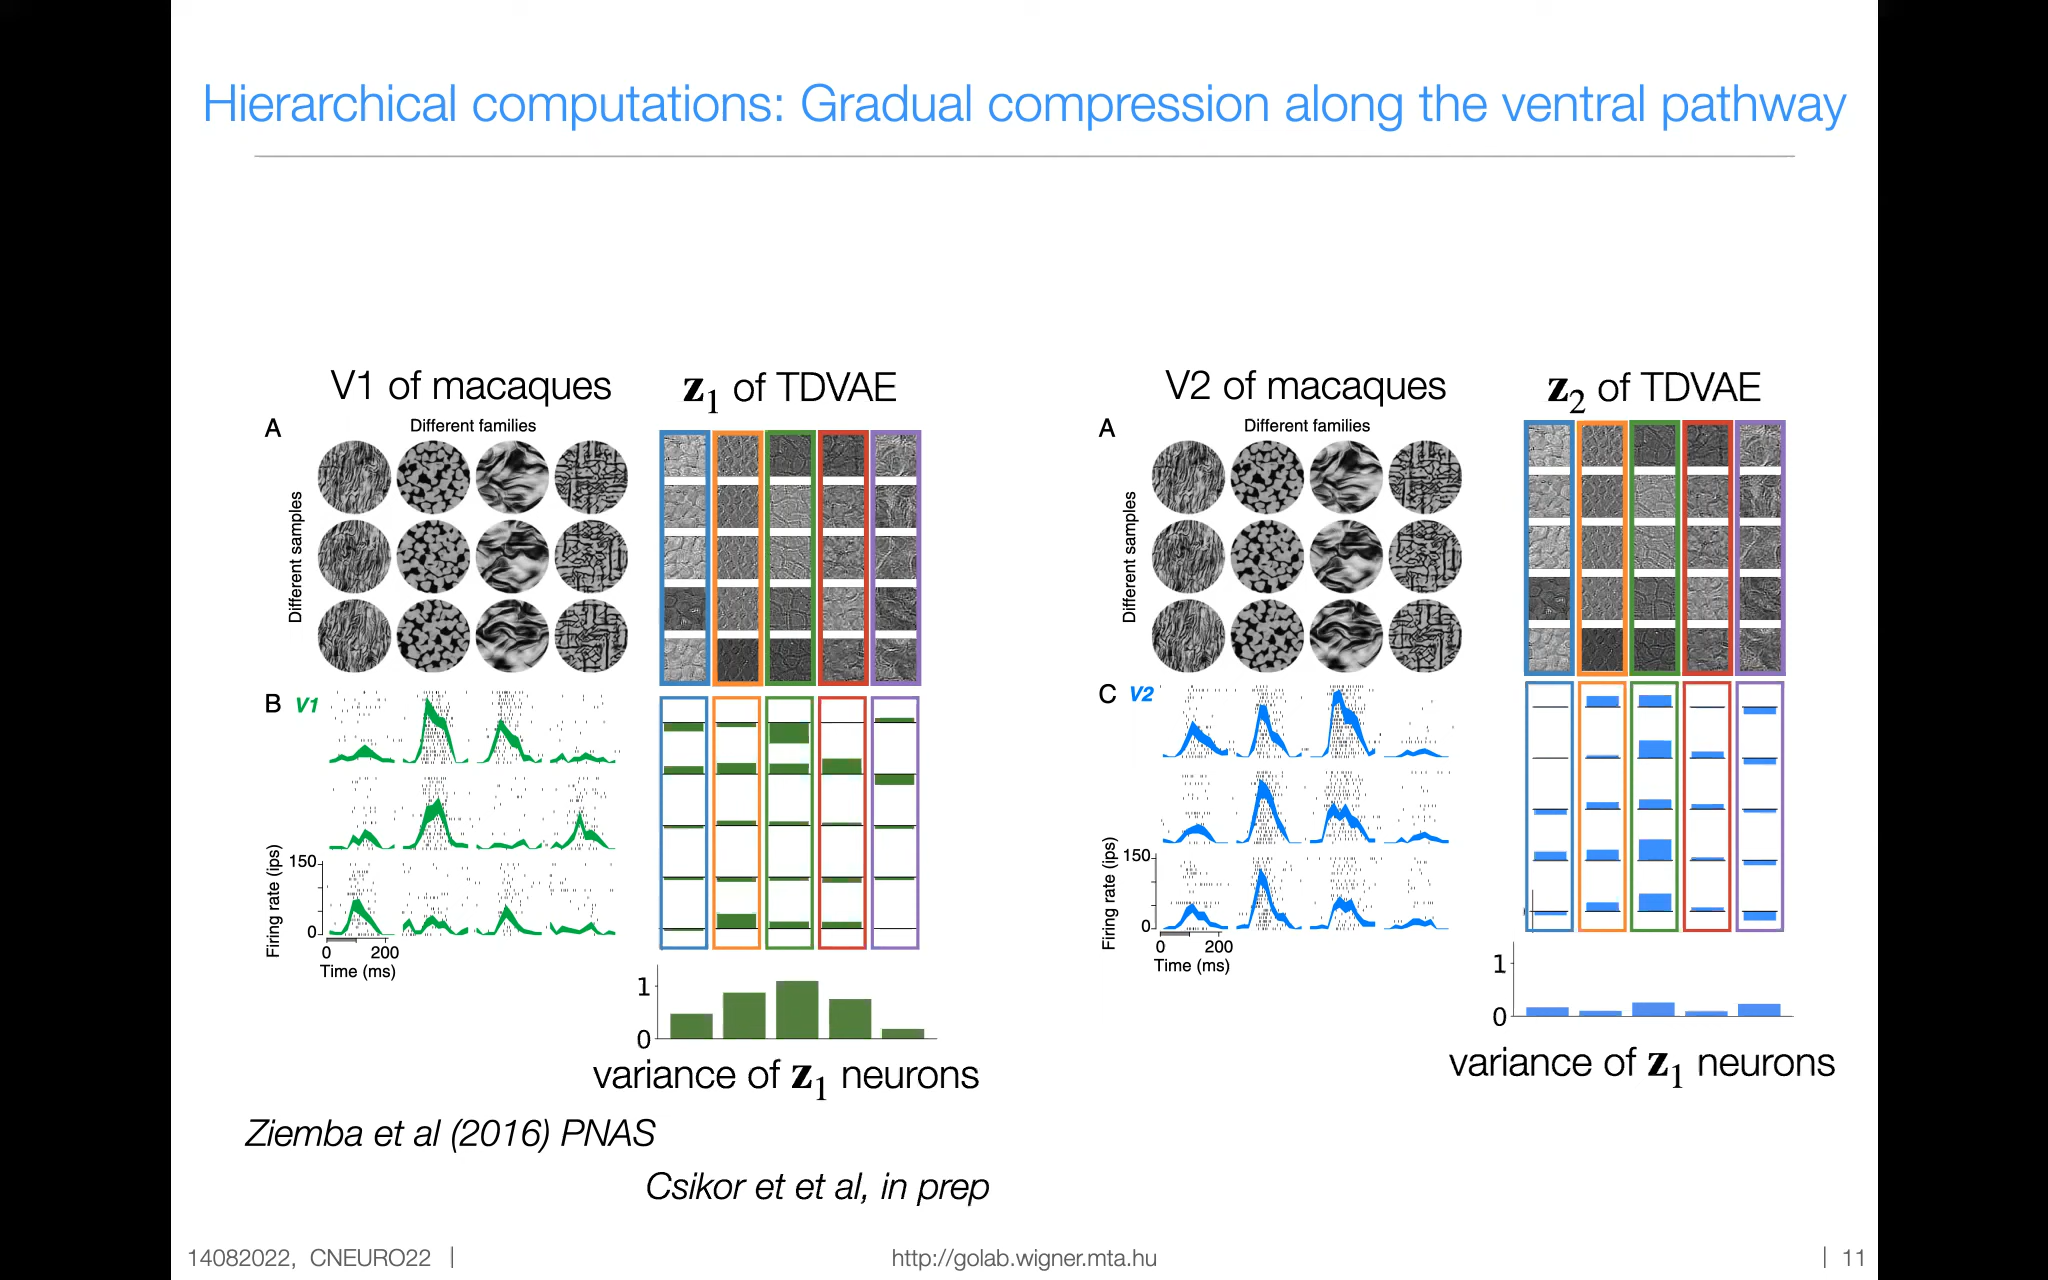 Hierarchical computations: Gradual compression along the ventral pathway
V1 of macaques
z1 of TDVAE
A
Different families
Different samples
B V1
Firing rate (ips)
150
0
0 200
Time (ms)
1
0
variance of z1 neurons
Ziemba et al (2016) PNAS
Csikor et et al, in prep
V2 of macaques
z2 of TDVAE
A
Different families
Different samples
C V2
Firing rate (ips)
150
0
0 200
Time (ms)
1
0
variance of z1 neurons
14082022, CNEURO22 |
http://golab.wigner.mta.hu
| 11